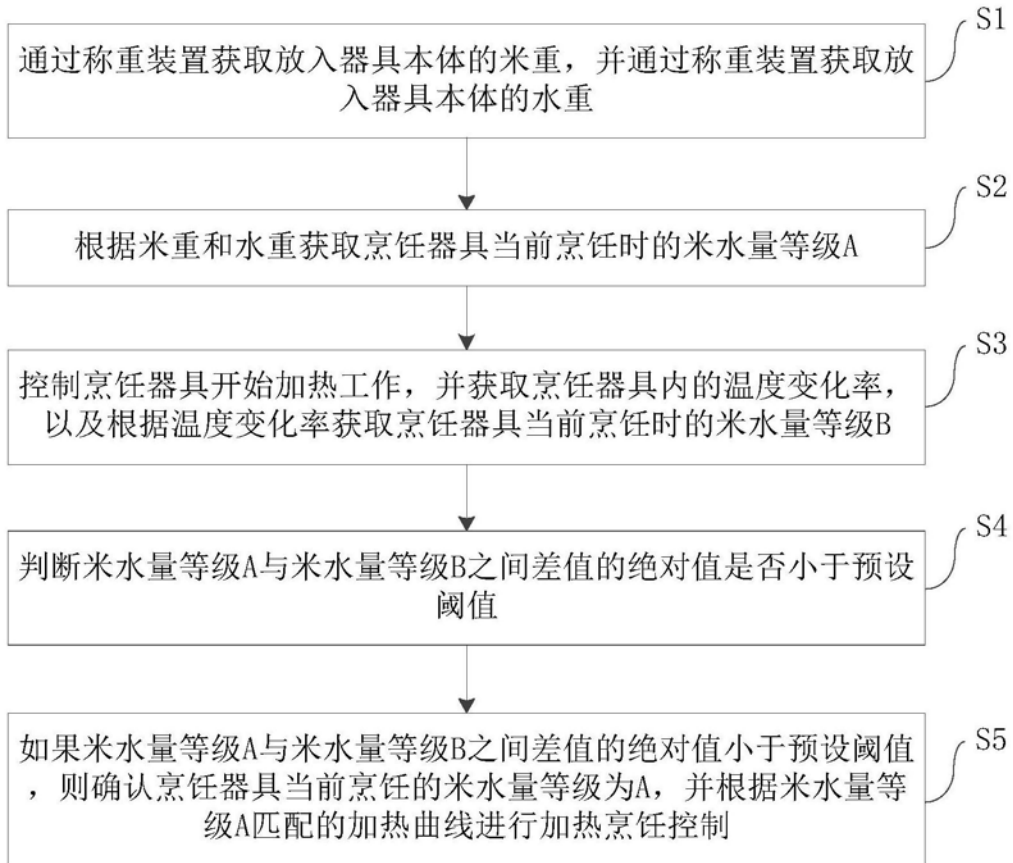 S1
通过称重装置获取放入器具本体的米重，并通过称重装置获取放
入器具本体的水重
S2
根据米重和水重获取烹饪器具当前烹饪时的米水量等级A
S3
控制烹饪器具开始加热工作，并获取烹饪器具内的温度变化率，
以及根据温度变化率获取烹饪器具当前烹饪时的米水量等级B
S4
判断米水量等级A与米水量等级B之间差值的绝对值是否小于预设
阈值
S5
如果米水量等级A与米水量等级B之间差值的绝对值小于预设阈值
，则确认烹饪器具当前烹饪的米水量等级为A，并根据米水量等
级A匹配的加热曲线进行加热烹饪控制